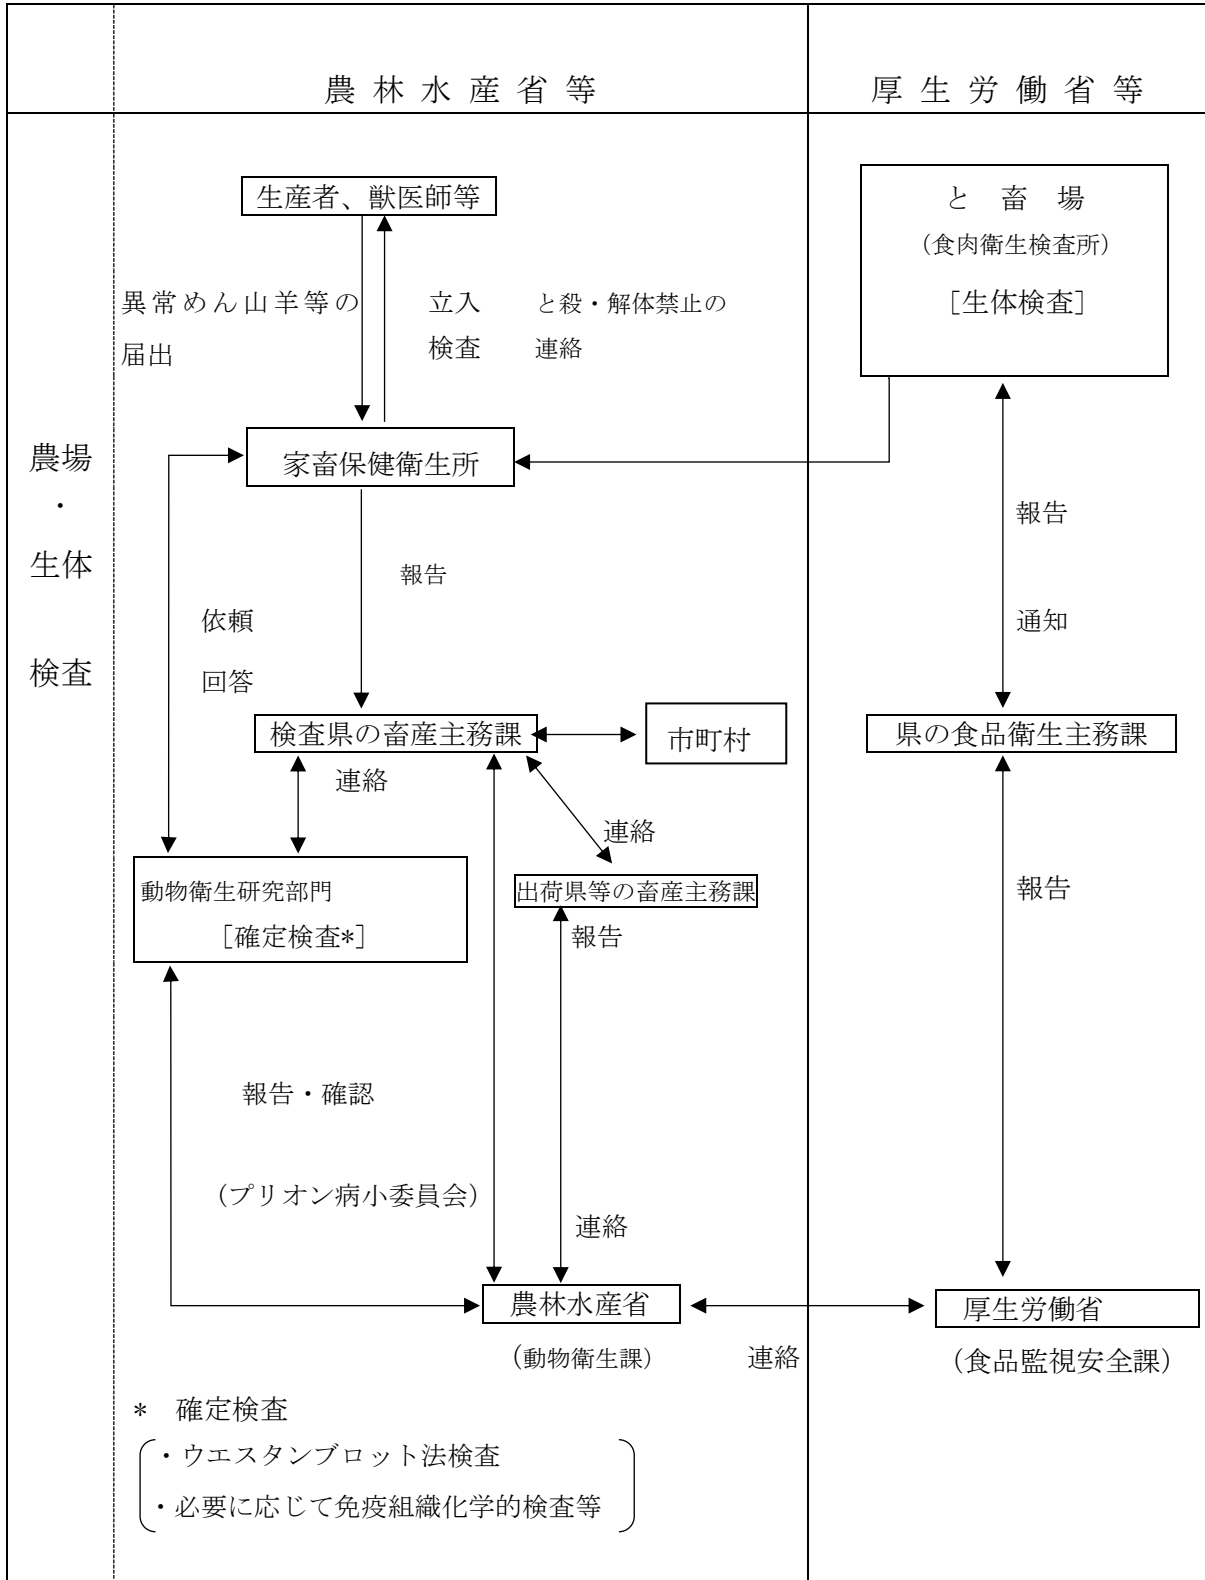 農林水産省等
厚生労働省等
農場
・
生体
検査
生産者、獣医師等
と畜場
(食肉衛生検査所)
[生体検査]
異常めん山羊等の
届出
立入
検査
と殺・解体禁止の
連絡
家畜保健衛生所
報告
報告
通知
依頼
回答
検査県の畜産主務課
市町村
県の食品衛生主務課
連絡
連絡
動物衛生研究部門
[確定検査*]
出荷県等の畜産主務課
報告
報告
報告・確認
(プリオン病小委員会)
連絡
農林水産省
(動物衛生課)
連絡
厚生労働省
(食品監視安全課)
* 確定検査
・ウエスタンブロット法検査
・必要に応じて免疫組織化学的検査等